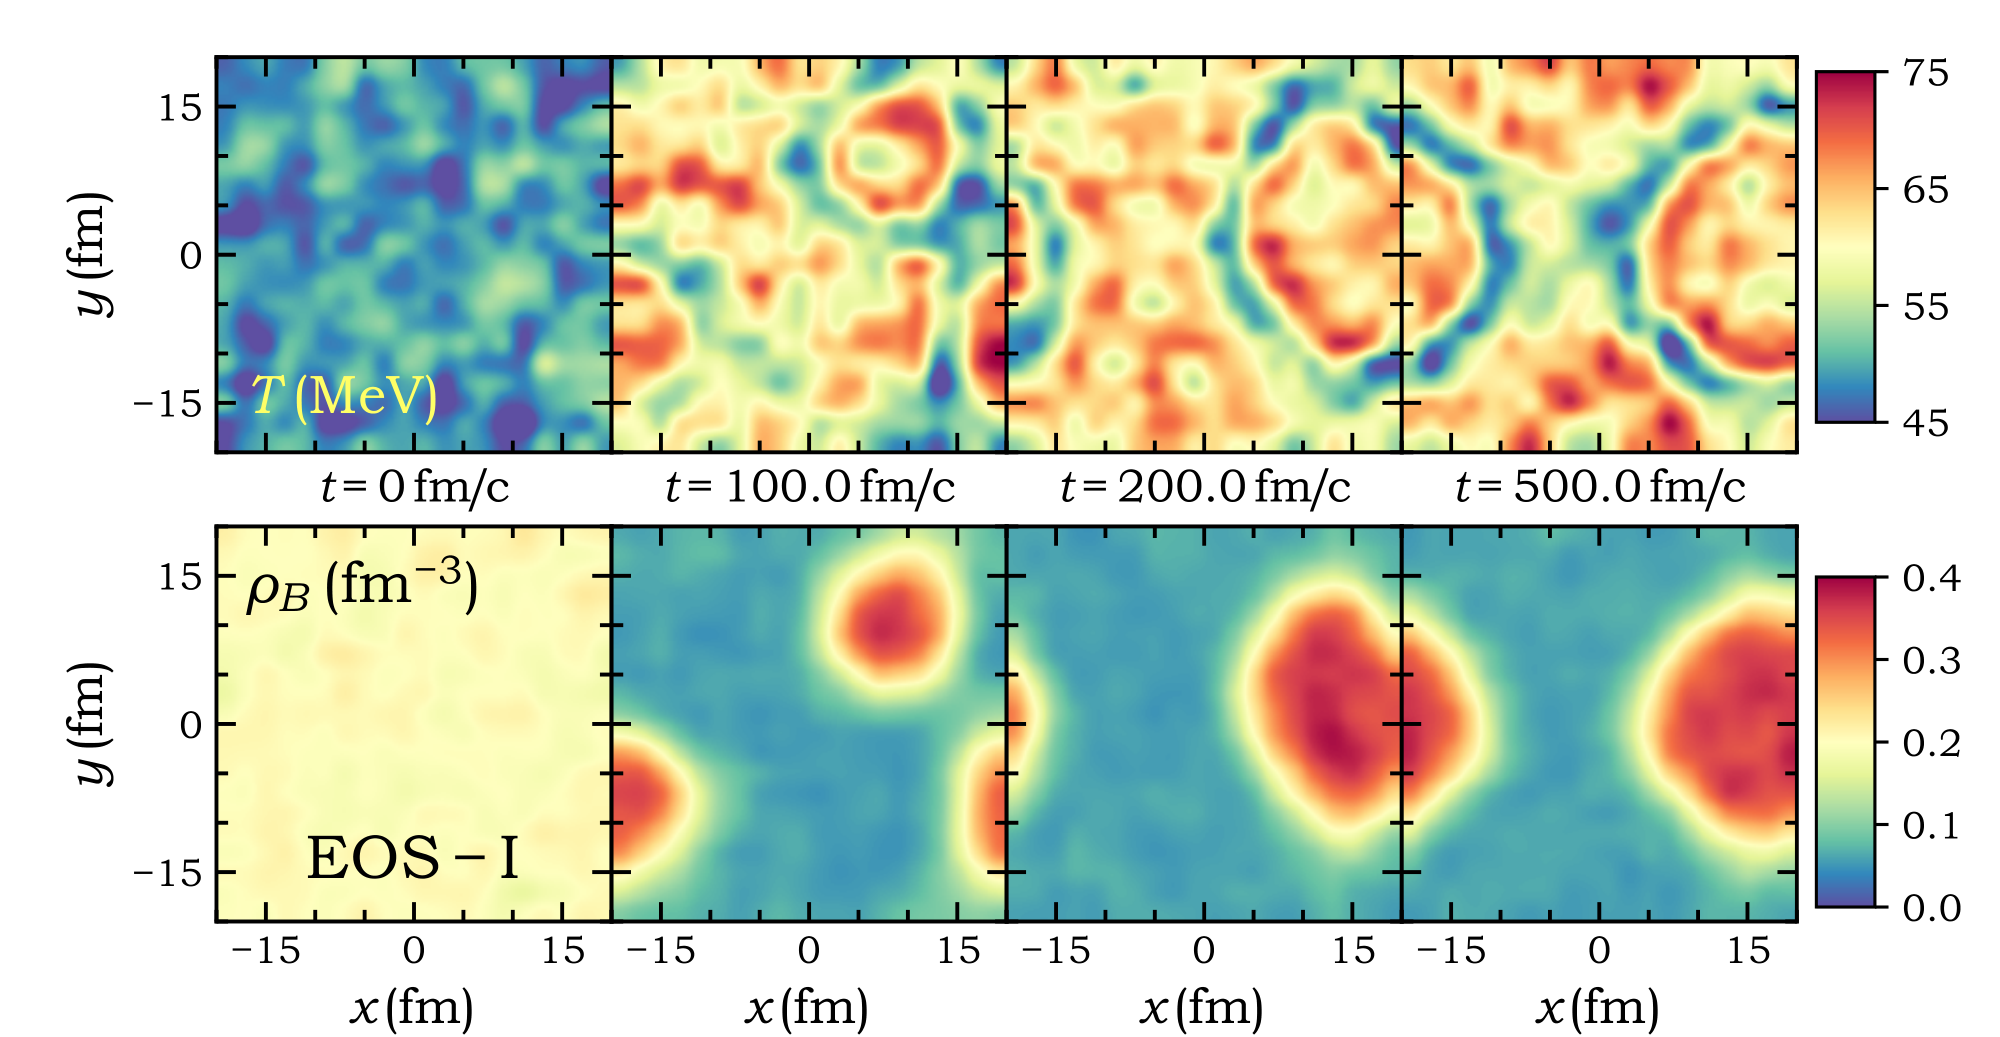 15
0
−15
y (fm)
T (MeV)
75
65
55
45
t = 0 fm/c
t = 100.0 fm/c
t = 200.0 fm/c
t = 500.0 fm/c
15
0
−15
y (fm)
ρB (fm−3)
EOS − I
0.4
0.3
0.2
0.1
0.0
−15 0 15
−15 0 15
−15 0 15
−15 0 15
x (fm)
x (fm)
x (fm)
x (fm)